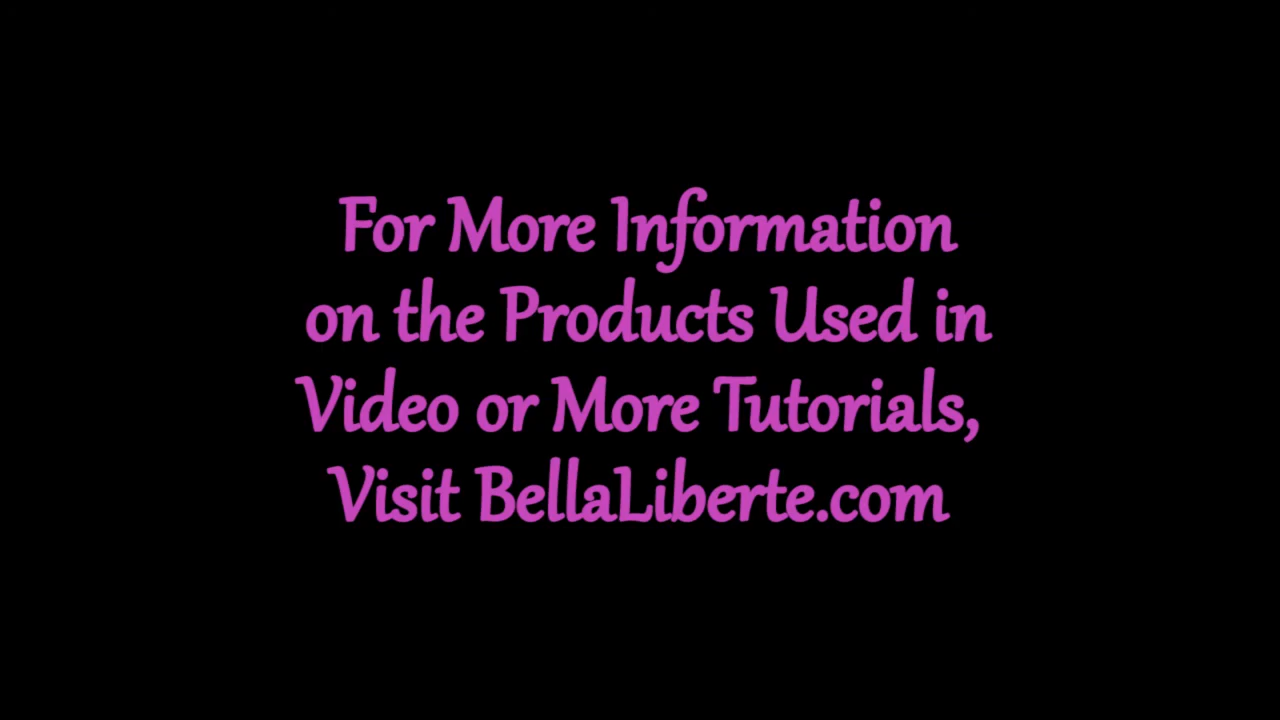 For More Information
on the Products Used in
Video or More Tutorials,
Visit BellaLiberte.com